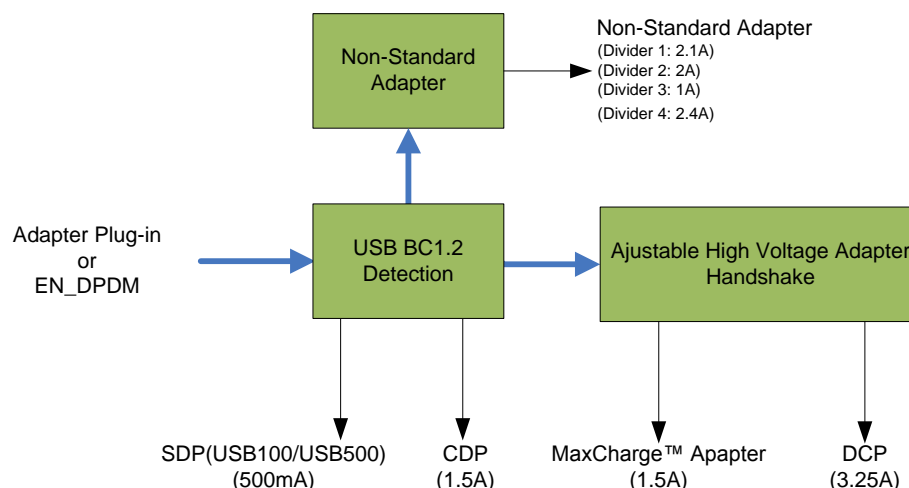 Non-Standard
Adapter
Non-Standard Adapter
(Divider 1: 2.1A)
(Divider 2: 2A)
(Divider 3: 1A)
(Divider 4: 2.4A)
Adapter Plug-in
or
EN_DPDM
USB BC1.2
Detection
Ajustable High Voltage Adapter
Handshake
SDP(USB100/USB500)
(500mA)
CDP
(1.5A)
MaxCharge™ Apapter
(1.5A)
DCP
(3.25A)